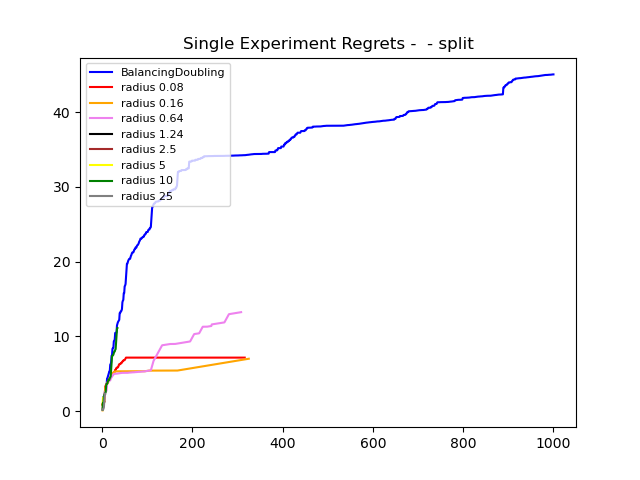 Single Experiment Regrets -  - split
BalancingDoubling
radius 0.08
radius 0.16
radius 0.64
radius 1.24
radius 2.5
radius 5
radius 10
radius 25
40
30
20
10
0
0 200 400 600 800 1000